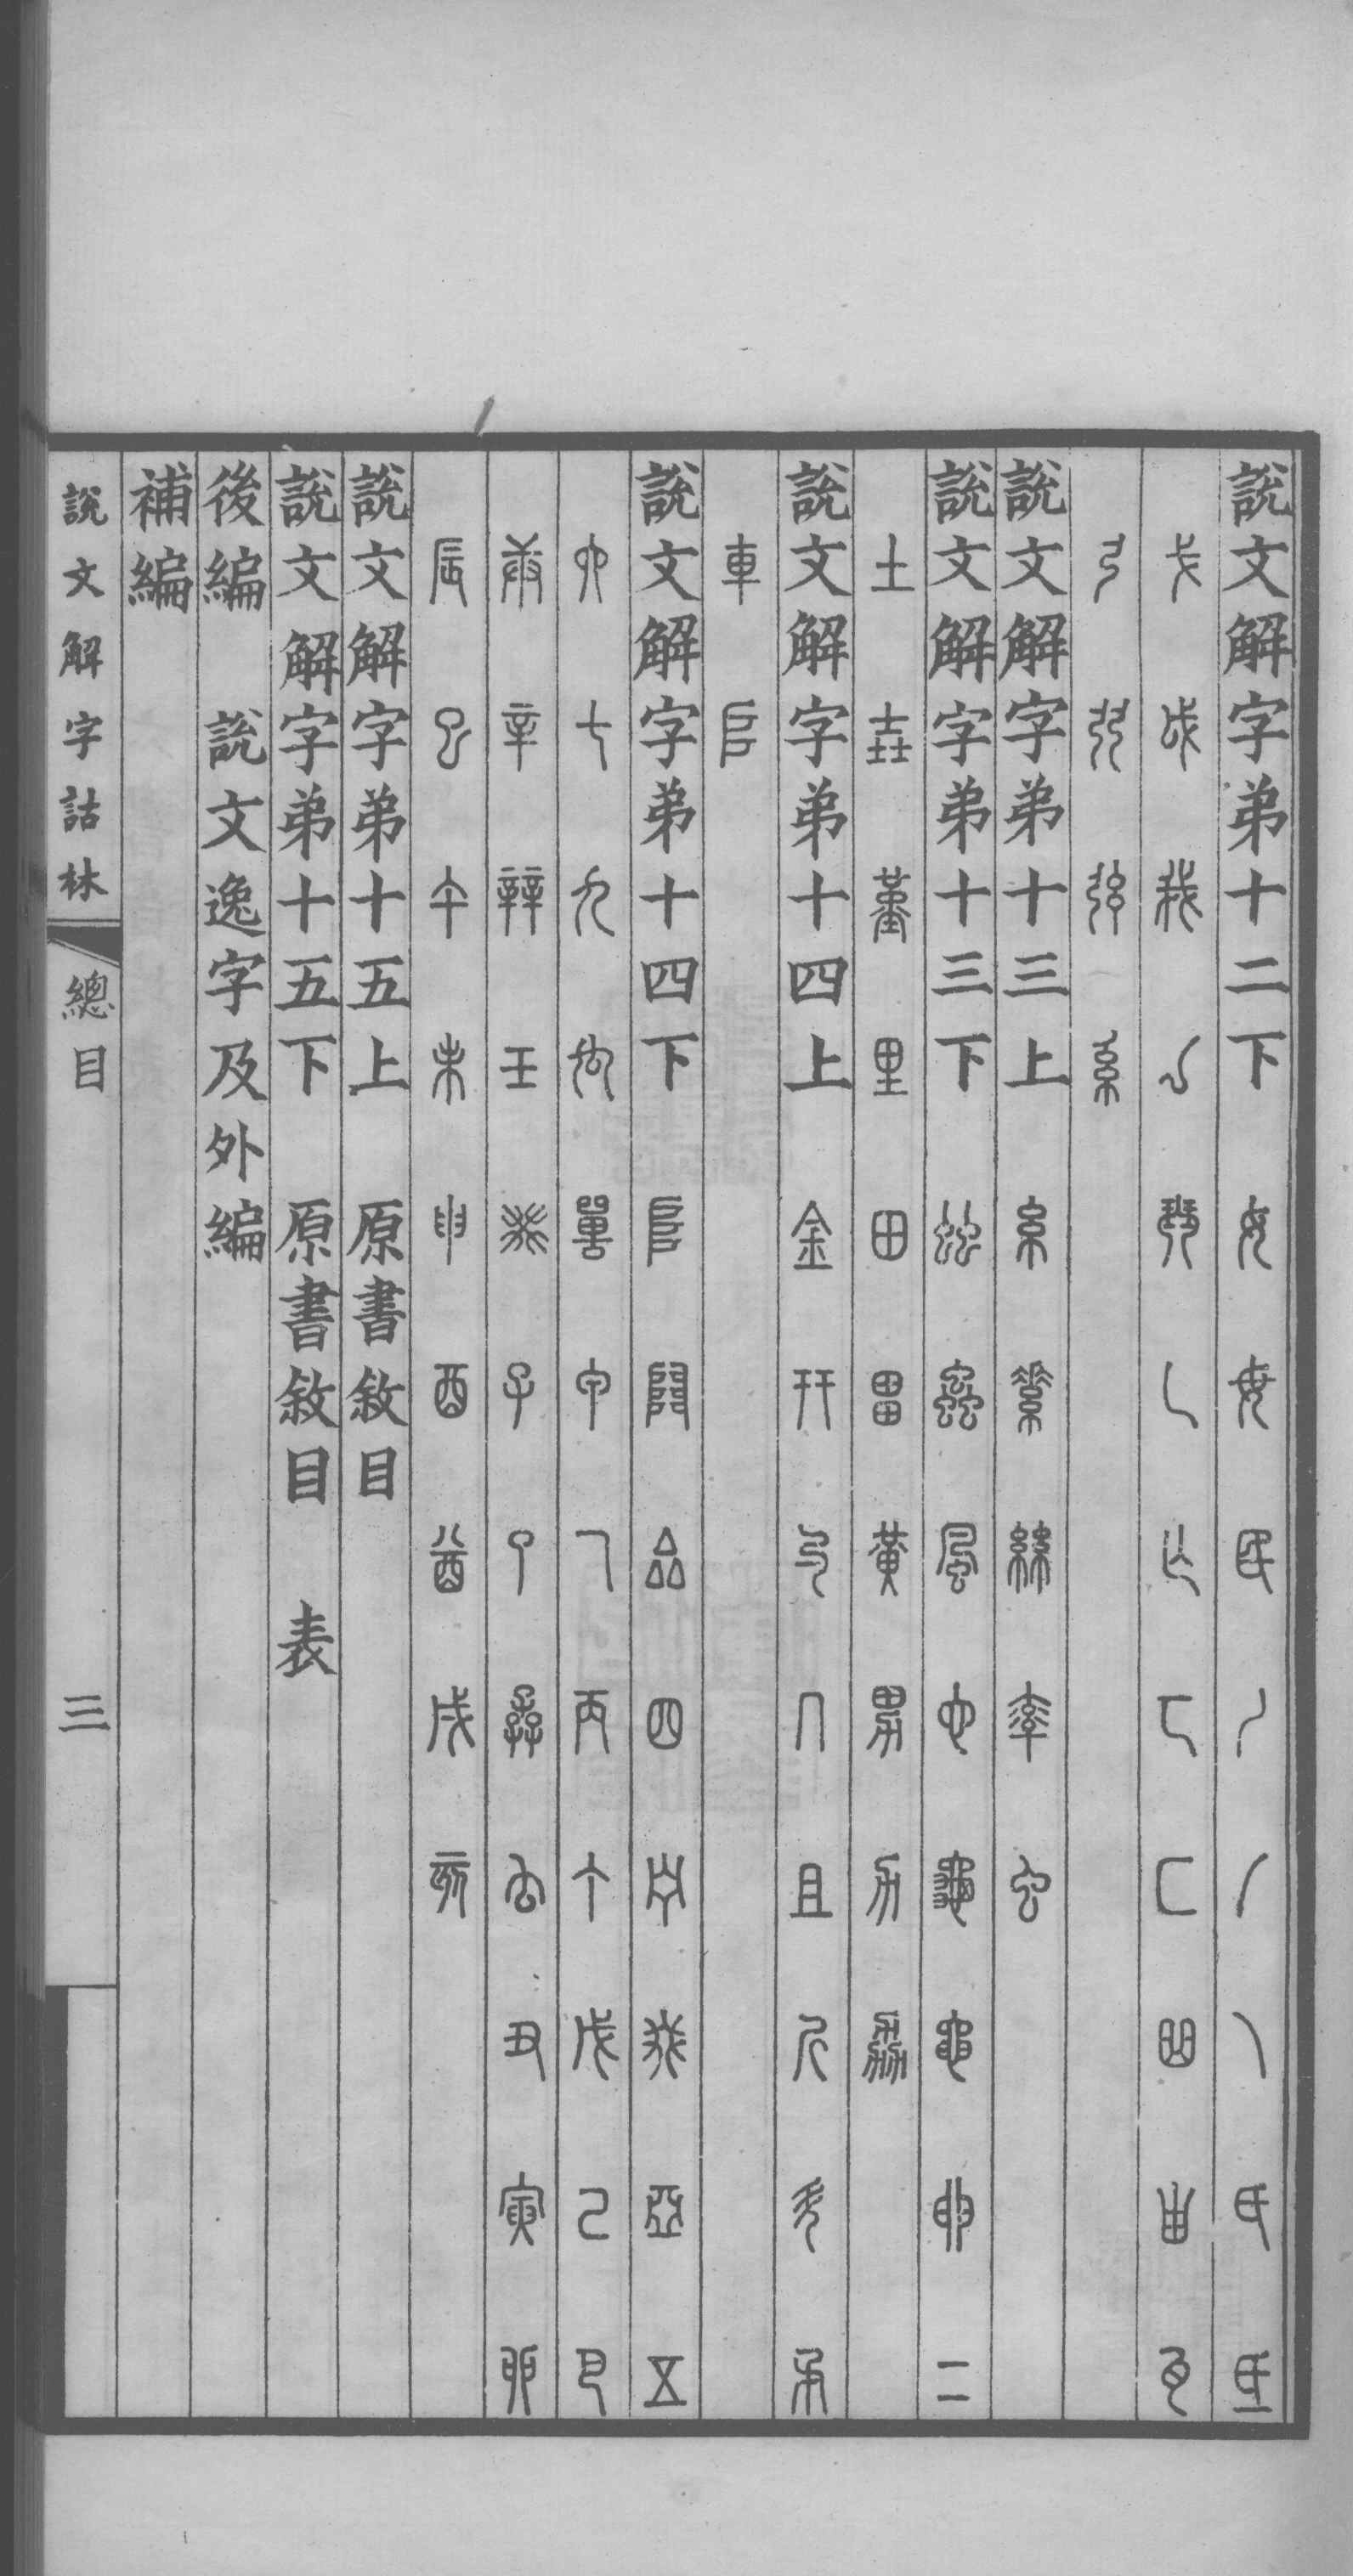 說文解字弟十二下 女 毋 民 丿 𠂆 乀 氏 氐
戈 戉 我 亅 琴 乚 亾 匸 匚 曲 甾 瓦
弓 弜 弦 系
說文解字弟十三上 糸 素 絲 率 虫
說文解字弟十三下 䖵 蟲 風 它 龜 黽 卵 二
土 垚 堇 里 田 畕 黃 男 力 劦
說文解字弟十四上 金 幵 勺 几 且 斤 斗 矛
車 𨸏
說文解字弟十四下 𨸏 𨺅 厽 四 宁 叕 亞 五
六 七 九 禸 嘼 甲 乙 丙 丁 戊 己 巴
庚 辛 辡 壬 癸 子 了 孨 𠫓 丑 寅 卯
辰 巳 午 未 申 酉 酋 戌 亥
說文解字弟十五上 原書敘目
說文解字弟十五下 原書敘目 表
後編 說文逸字及外編
補編
說文解字詁林 總目 三